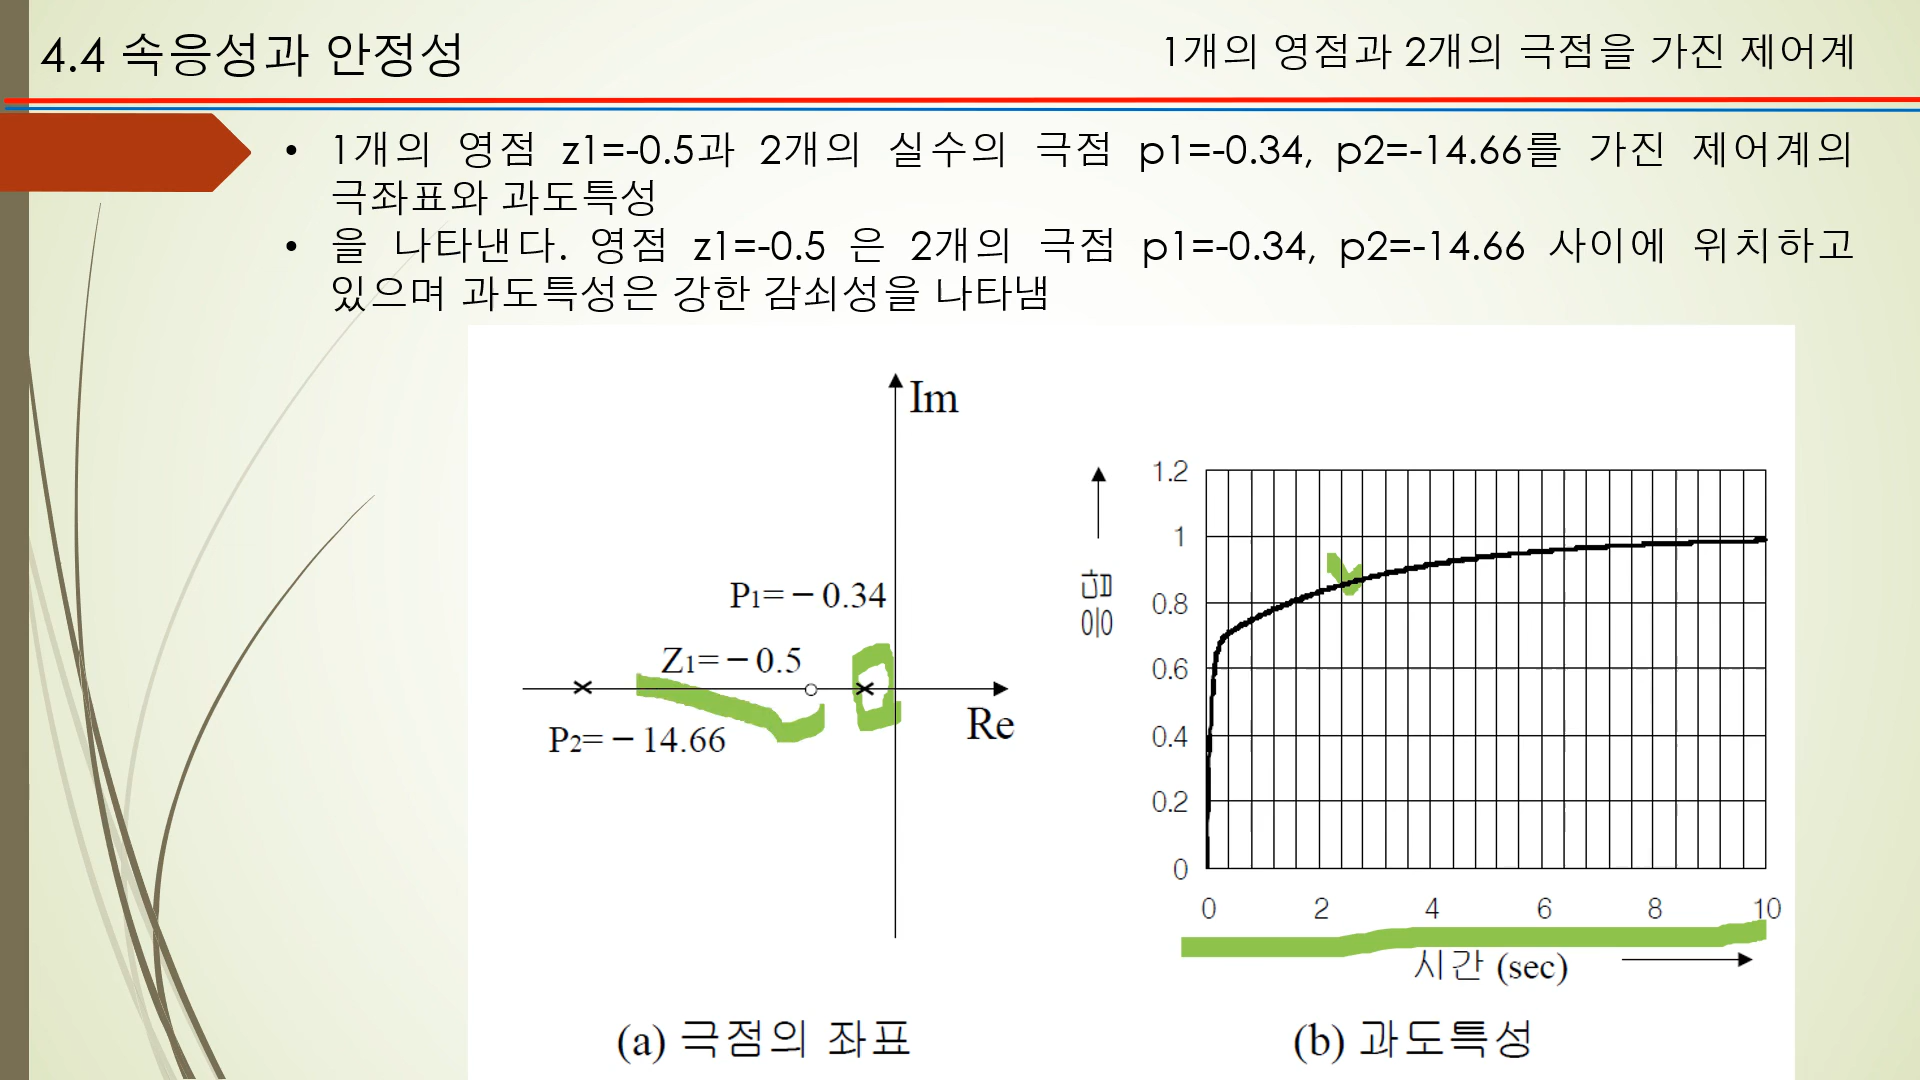 4.4 속응성과 안정성
1개의 영점과 2개의 극점을 가진 제어계
• 1개의 영점 z1=-0.5과 2개의 실수의 극점 p1=-0.34, p2=-14.66를 가진 제어계의
극좌표와 과도특성
• 을 나타낸다. 영점 z1=-0.5 은 2개의 극점 p1=-0.34, p2=-14.66 사이에 위치하고
있으며 과도특성은 강한 감쇠성을 나타냄
Im
P1=－0.34
Z1=－0.5
Re
P2=－14.66
(a) 극점의 좌표
응답
1.2
1
0.8
0.6
0.4
0.2
0
0 2 4 6 8 10
시간 (sec)
(b) 과도특성